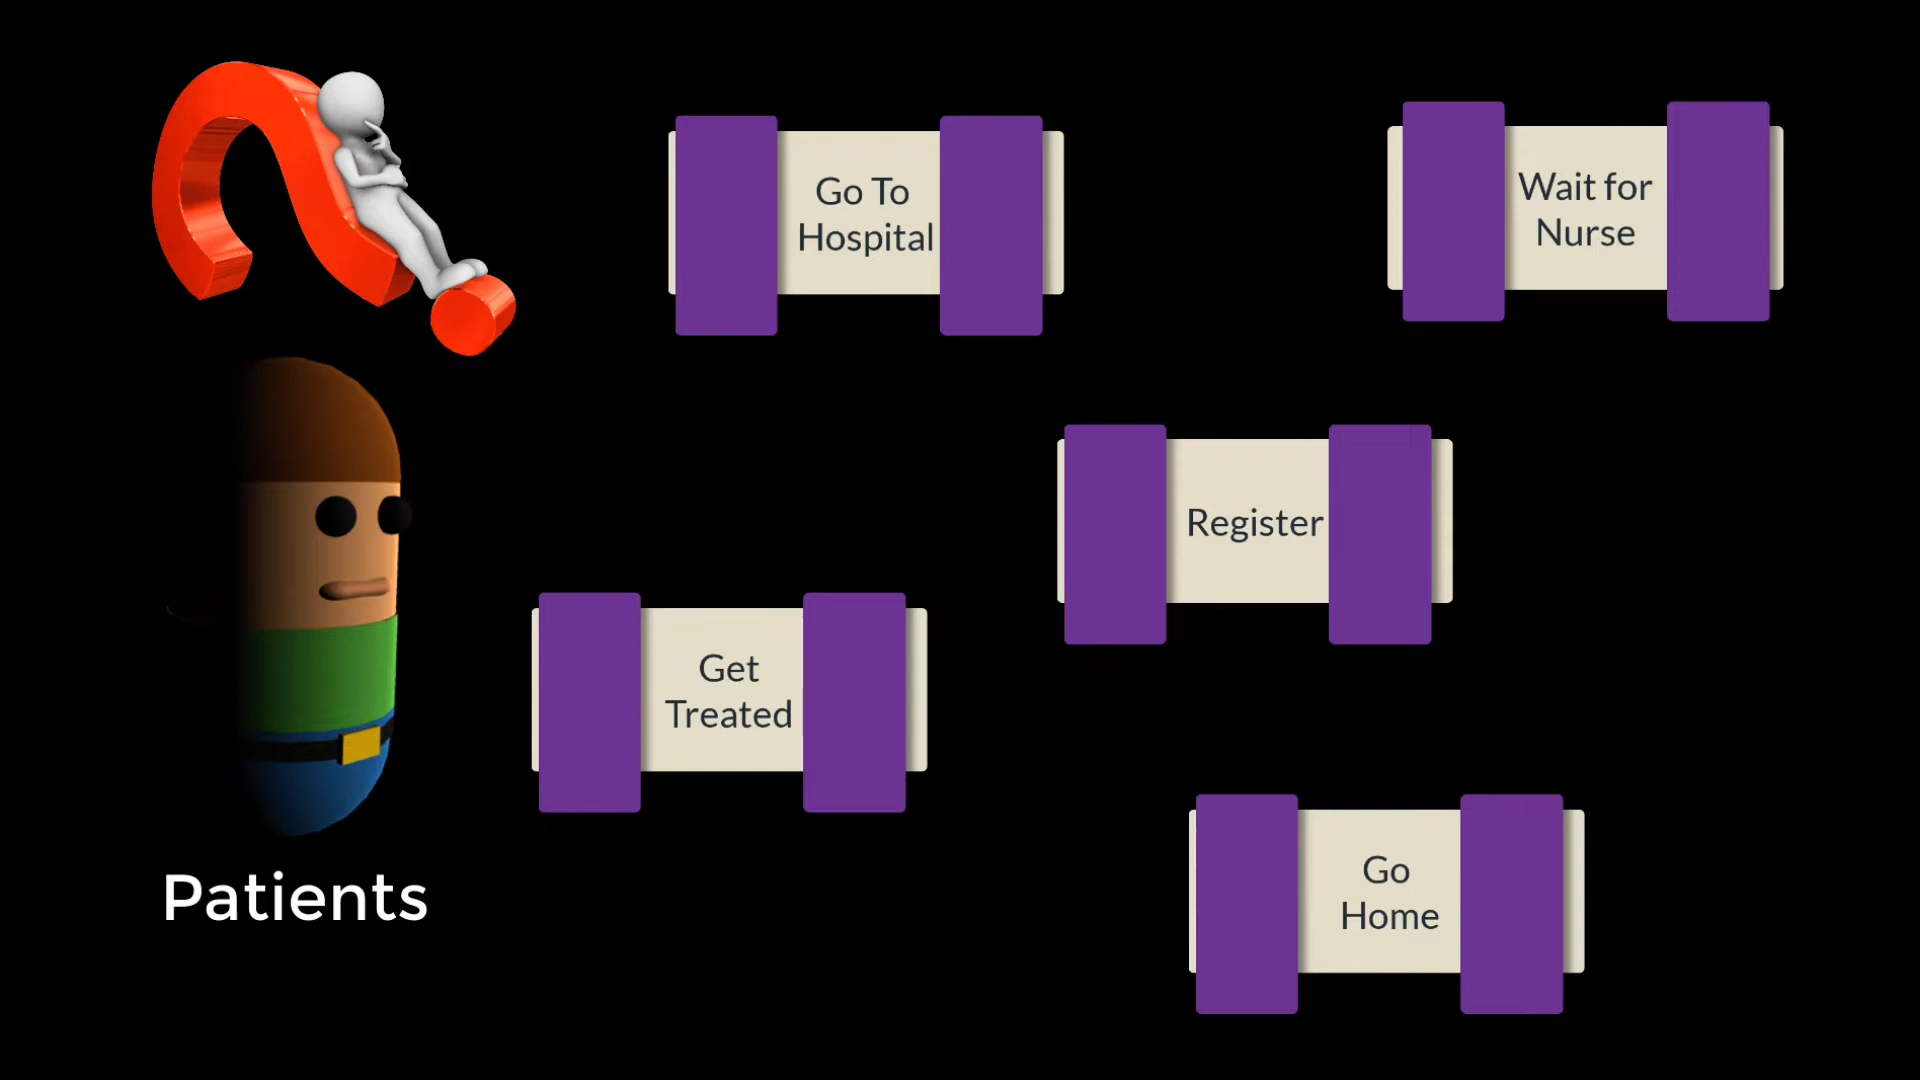 Go To
Hospital
Wait for
Nurse
Register
Get
Treated
Go
Home
Patients